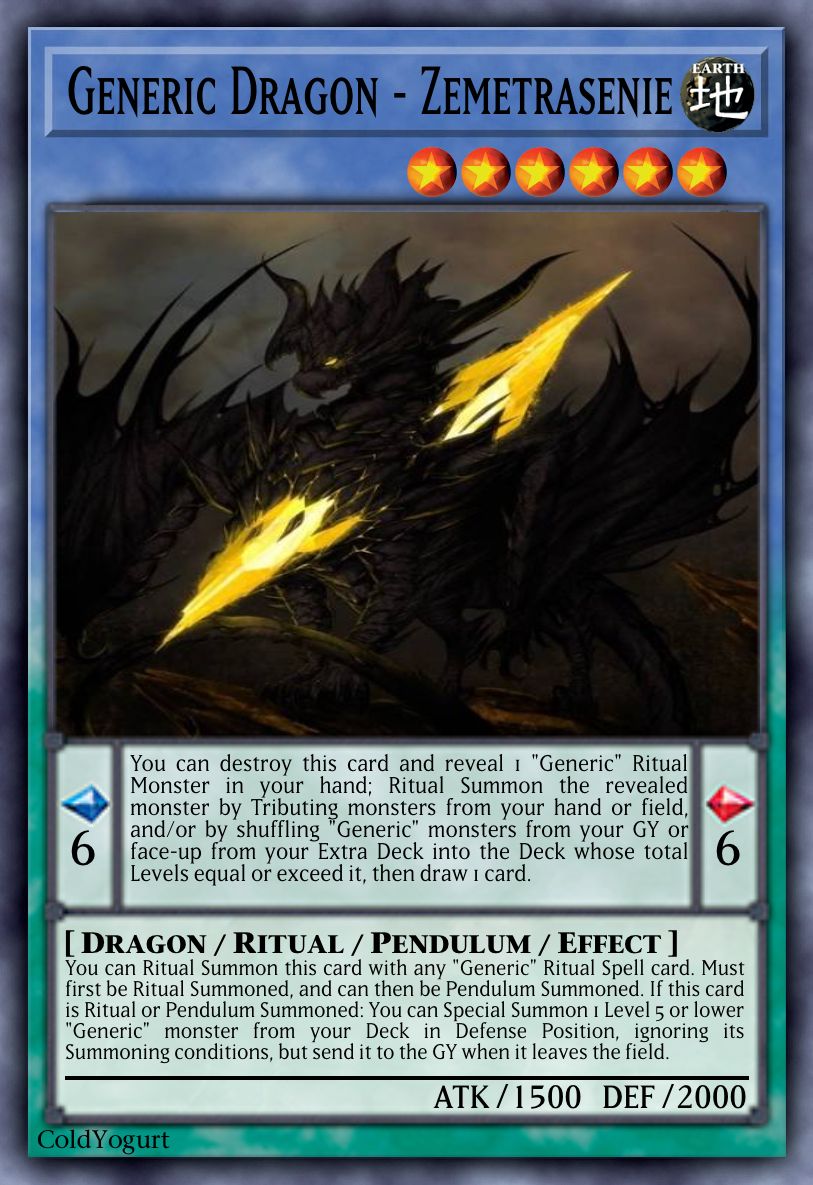 Generic Dragon - Zemetrasenie
EARTH
地
6
You can destroy this card and reveal 1 "Generic" Ritual
Monster in your hand; Ritual Summon the revealed
monster by Tributing monsters from your hand or field,
and/or by shuffling "Generic" monsters from your GY or
face-up from your Extra Deck into the Deck whose total
Levels equal or exceed it, then draw 1 card.
6
[ Dragon / Ritual / Pendulum / Effect ]
You can Ritual Summon this card with any "Generic" Ritual Spell card. Must
first be Ritual Summoned, and can then be Pendulum Summoned. If this card
is Ritual or Pendulum Summoned: You can Special Summon 1 Level 5 or lower
"Generic" monster from your Deck in Defense Position, ignoring its
Summoning conditions, but send it to the GY when it leaves the field.
ATK/1500 DEF/2000
ColdYogurt